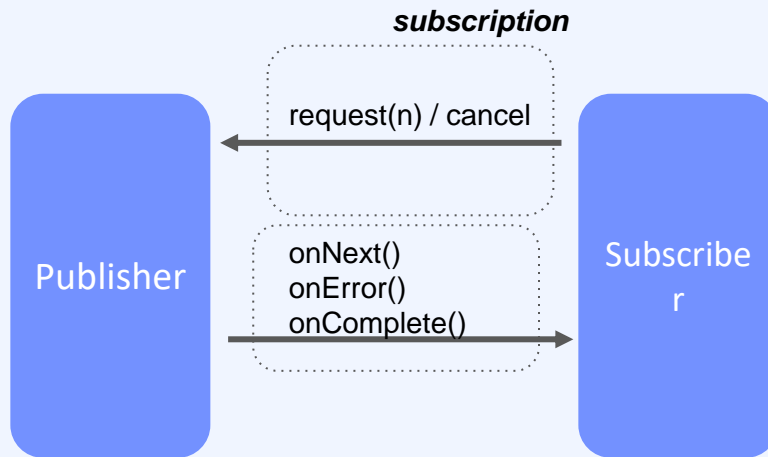 subscription
request(n) / cancel
Publisher
onNext()
onError()
onComplete()
Subscribe
r